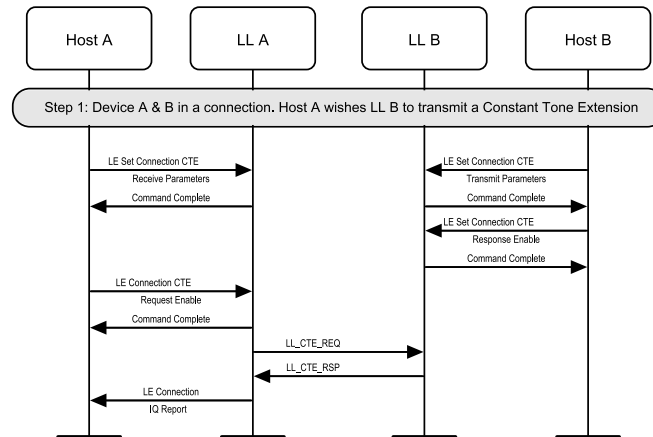 Host A
LL A
LL B
Host B
Step 1: Device A & B in a connection. Host A wishes LL B to transmit a Constant Tone Extension
LE Set Connection CTE
Receive Parameters
LE Set Connection CTE
Transmit Parameters
Command Complete
Command Complete
LE Set Connection CTE
Response Enable
Command Complete
LE Connection CTE
Request Enable
Command Complete
LL_CTE_REQ
LL_CTE_RSP
LE Connection
IQ Report